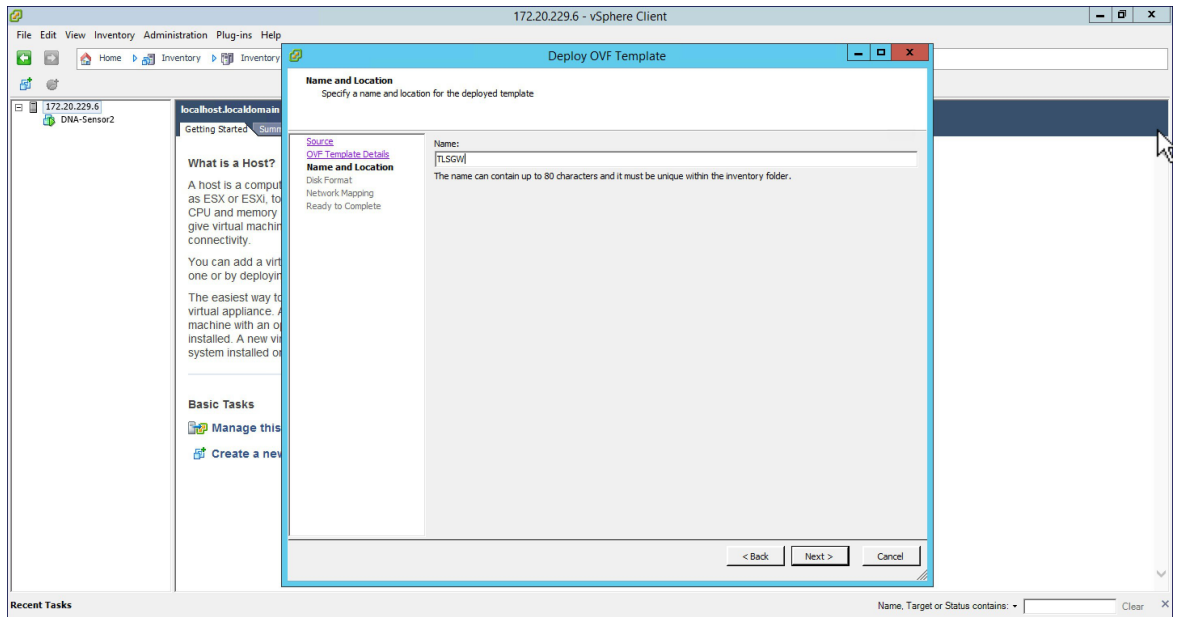 172.20.229.6 - vSphere Client
File Edit View Inventory Administration Plug-ins Help
Home Inventory Inventory
172.20.229.6
DNA-Sensor2
localhost.localdomain
Getting Started Summ
What is a Host?
A host is a comput
as ESX or ESXi, to
CPU and memory
give virtual machin
connectivity.
You can add a virt
one or by deployin
The easiest way to
virtual appliance. A
machine with an op
installed. A new vir
system installed or
Basic Tasks
Manage this
Create a new
Deploy OVF Template
Name and Location
Specify a name and location for the deployed template
Source
OVF Template Details
Name and Location
Disk Format
Network Mapping
Ready to Complete
Name:
TLSGW
The name can contain up to 80 characters and it must be unique within the inventory folder.
< Back Next > Cancel
Recent Tasks
Name, Target or Status contains: Clear